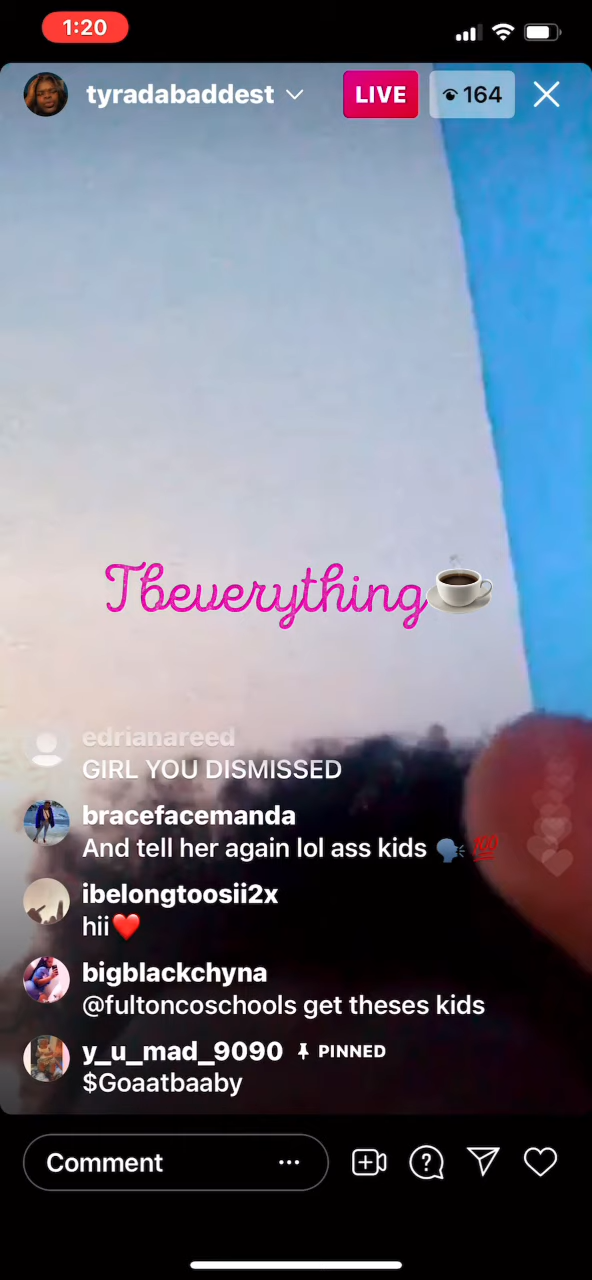 1:20
tyradabaddest
LIVE
164
Tbeverything
edrianareed
GIRL YOU DISMISSED
bracefacemanda
And tell her again lol ass kids 🗣️💯
ibelongtoosii2x
hii❤️
bigblackchyna
@fultoncoschools get theses kids
y_u_mad_9090 PINNED
$Goaatbaaby
Comment